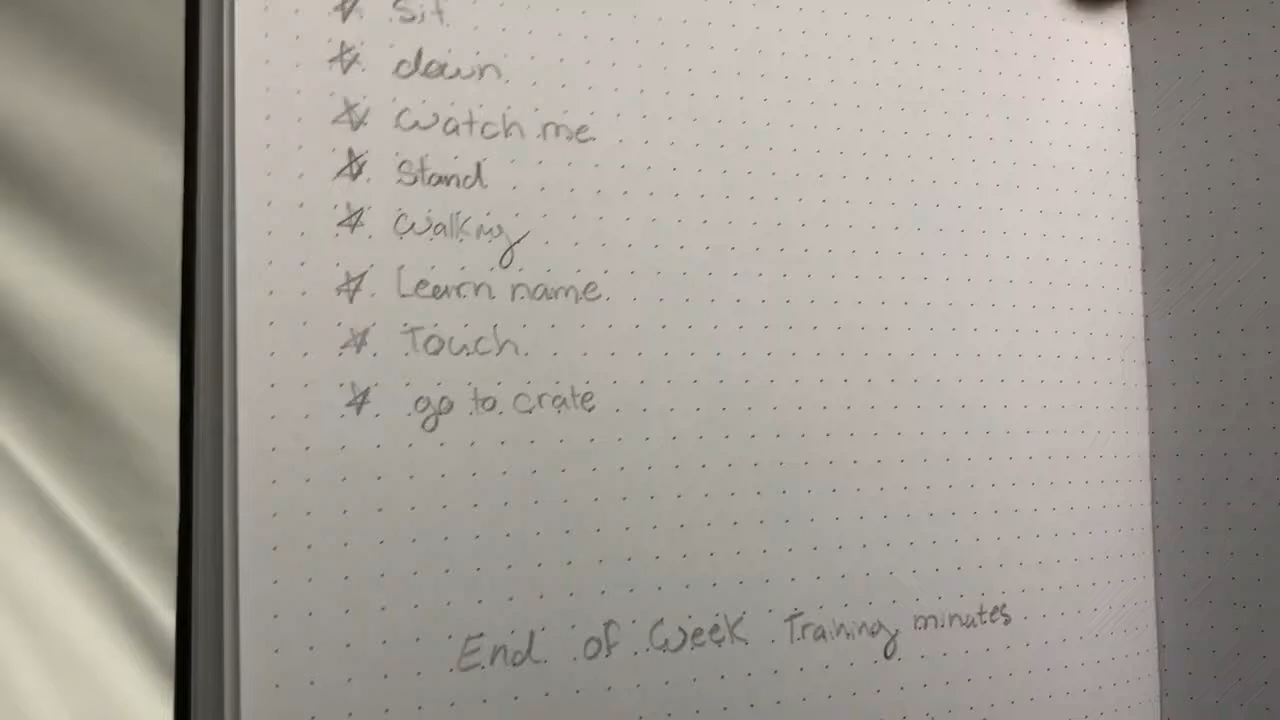 Sit
down
Watch me
Stand
Walking
Learn name
Touch
go to crate
End of Week Training minutes